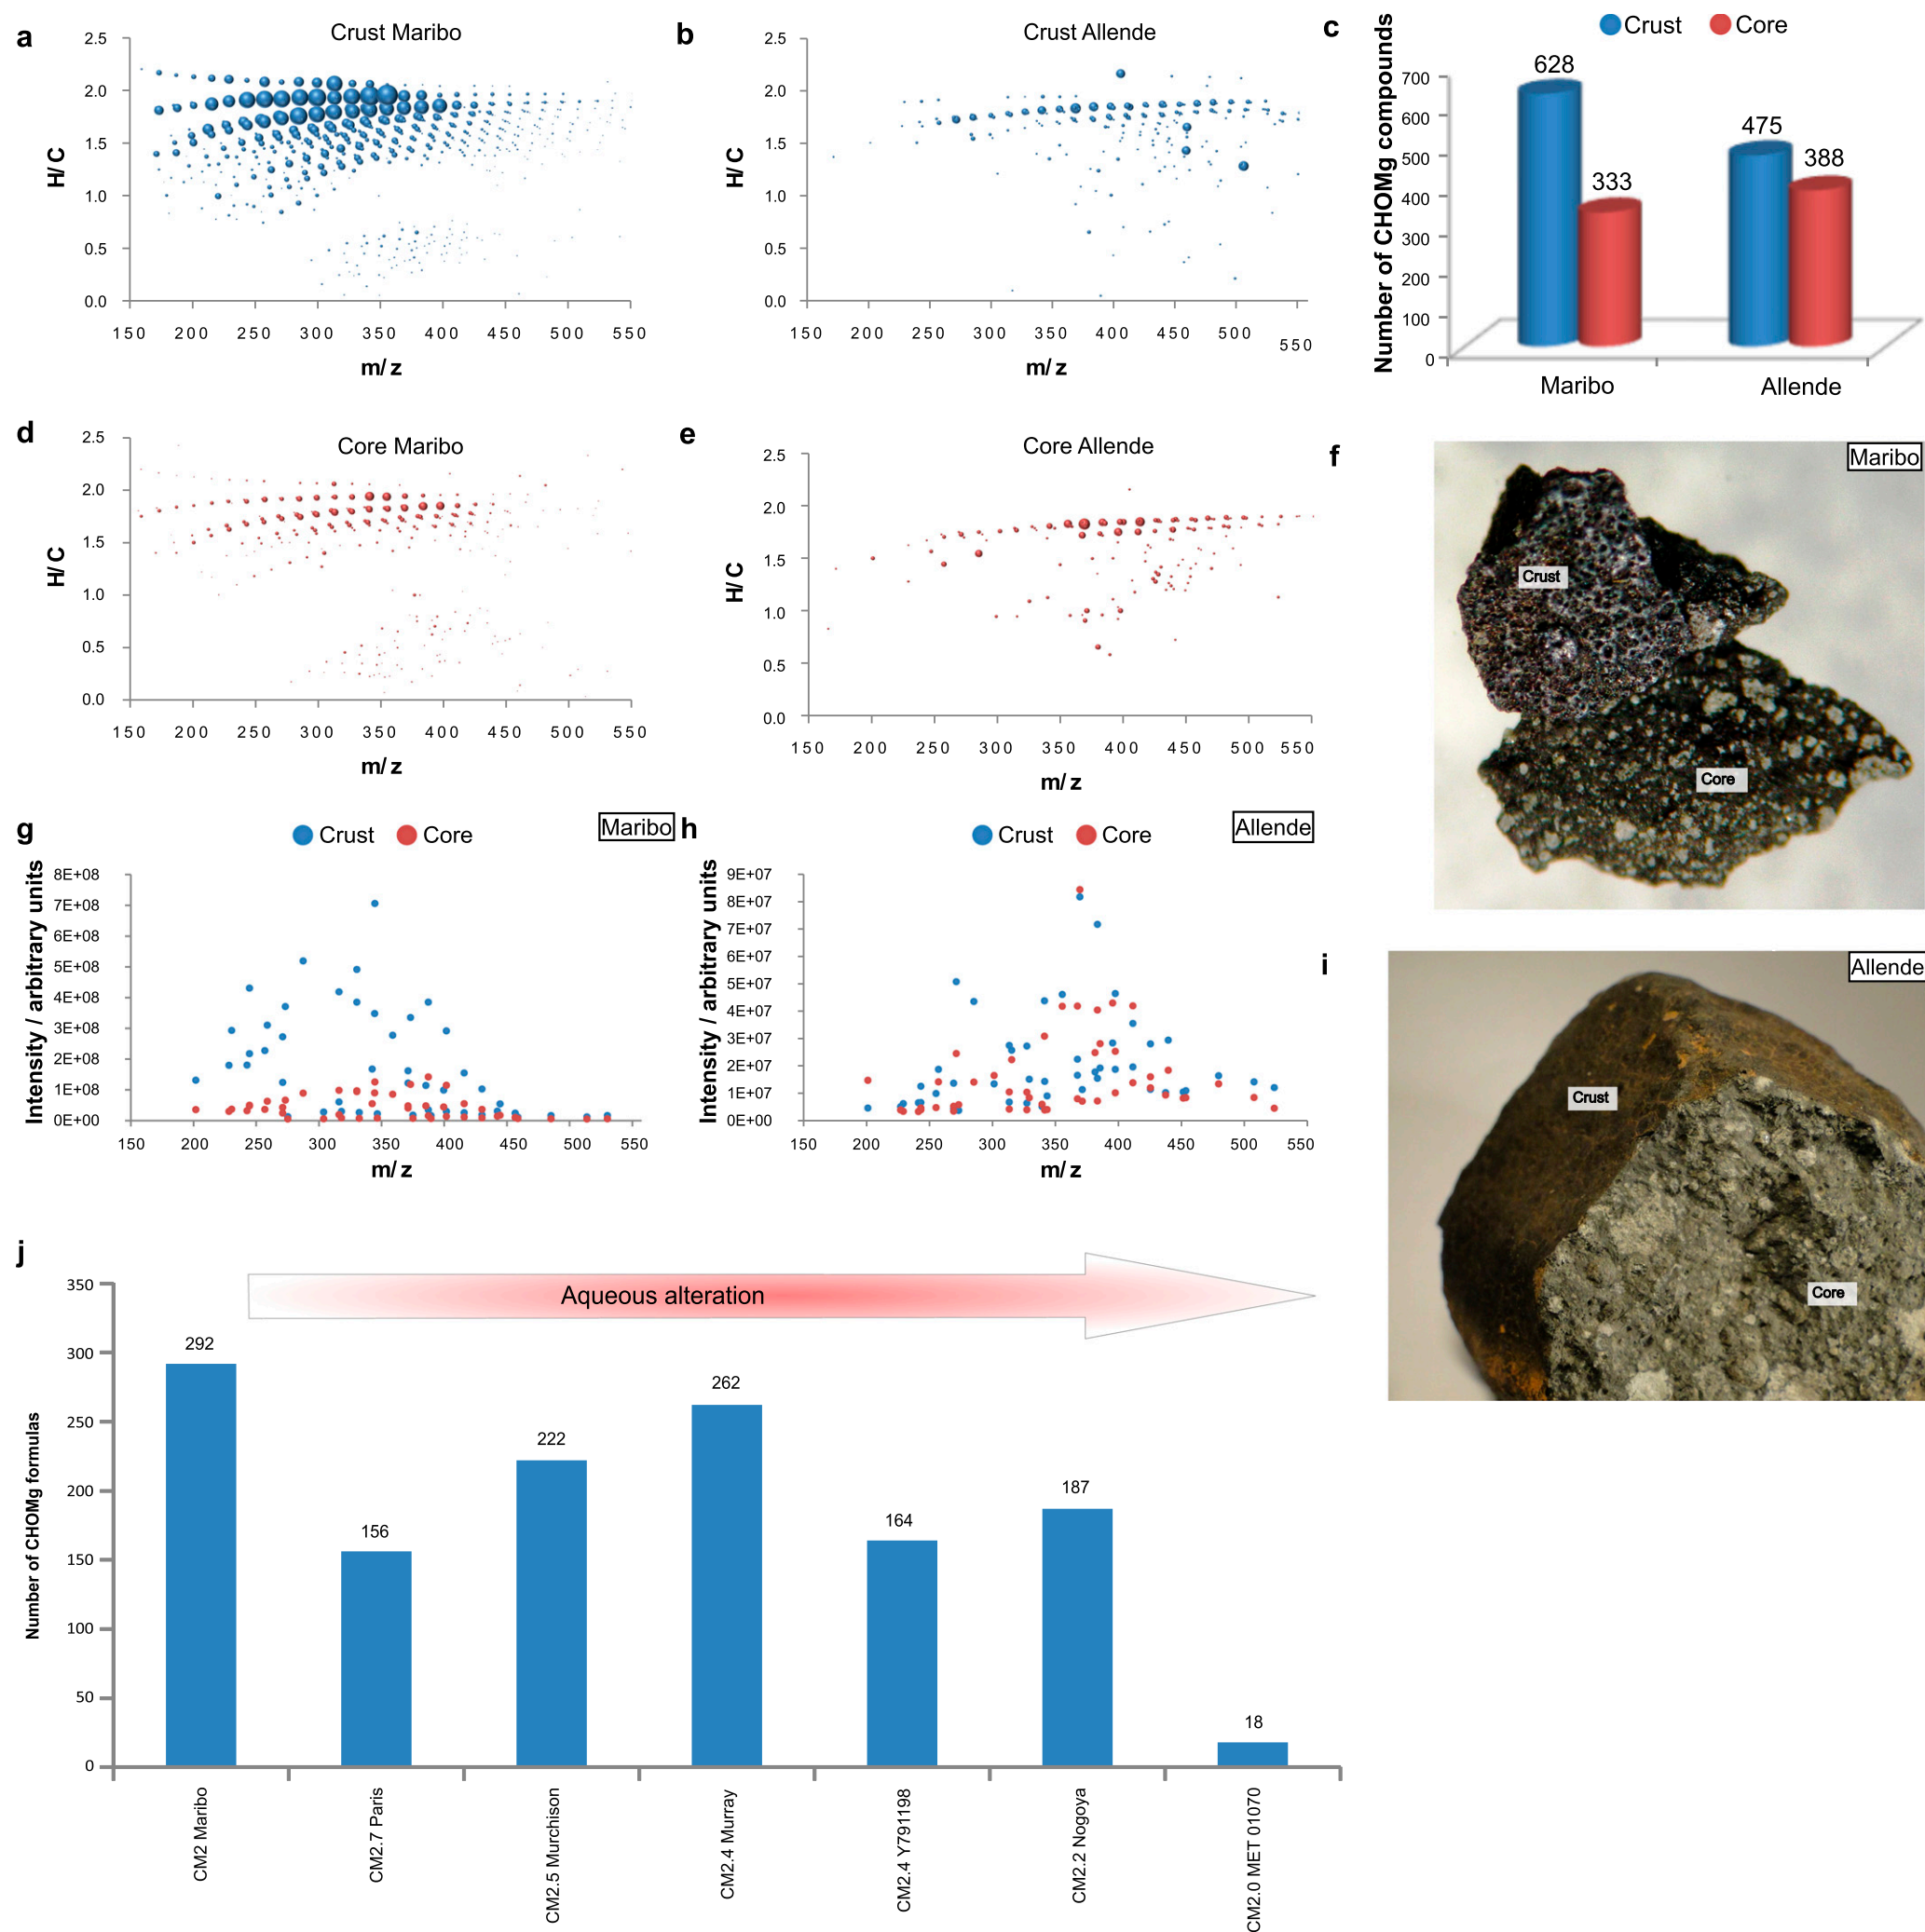 a
Crust Maribo
2.5
2.0
1.5
1.0
0.5
0.0
H/C
150 200 250 300 350 400 450 500 550
m/z
b
Crust Allende
2.5
2.0
1.5
1.0
0.5
0.0
H/C
150 200 250 300 350 400 450 500 550
m/z
c
Crust Core
Number of CHOMg compounds
700
600
500
400
300
200
100
0
628
333
475
388
Maribo Allende
d
Core Maribo
2.5
2.0
1.5
1.0
0.5
0.0
H/C
150 200 250 300 350 400 450 500 550
m/z
e
Core Allende
2.5
2.0
1.5
1.0
0.5
0.0
H/C
150 200 250 300 350 400 450 500 550
m/z
f
Maribo
Crust
Core
g
Crust Core
Maribo
Intensity / arbitrary units
8E+08
7E+08
6E+08
5E+08
4E+08
3E+08
2E+08
1E+08
0E+00
150 200 250 300 350 400 450 500 550
m/z
h
Crust Core
Allende
Intensity / arbitrary units
9E+07
8E+07
7E+07
6E+07
5E+07
4E+07
3E+07
2E+07
1E+07
0E+00
150 200 250 300 350 400 450 500 550
m/z
i
Allende
Crust
Core
j
Aqueous alteration
Number of CHOMg formulas
350
300
250
200
150
100
50
0
292
156
222
262
164
187
18
CM2 Maribo
CM2.7 Paris
CM2.5 Murchison
CM2.4 Murray
CM2.4 Y791198
CM2.2 Nogoya
CM2.0 MET 01070